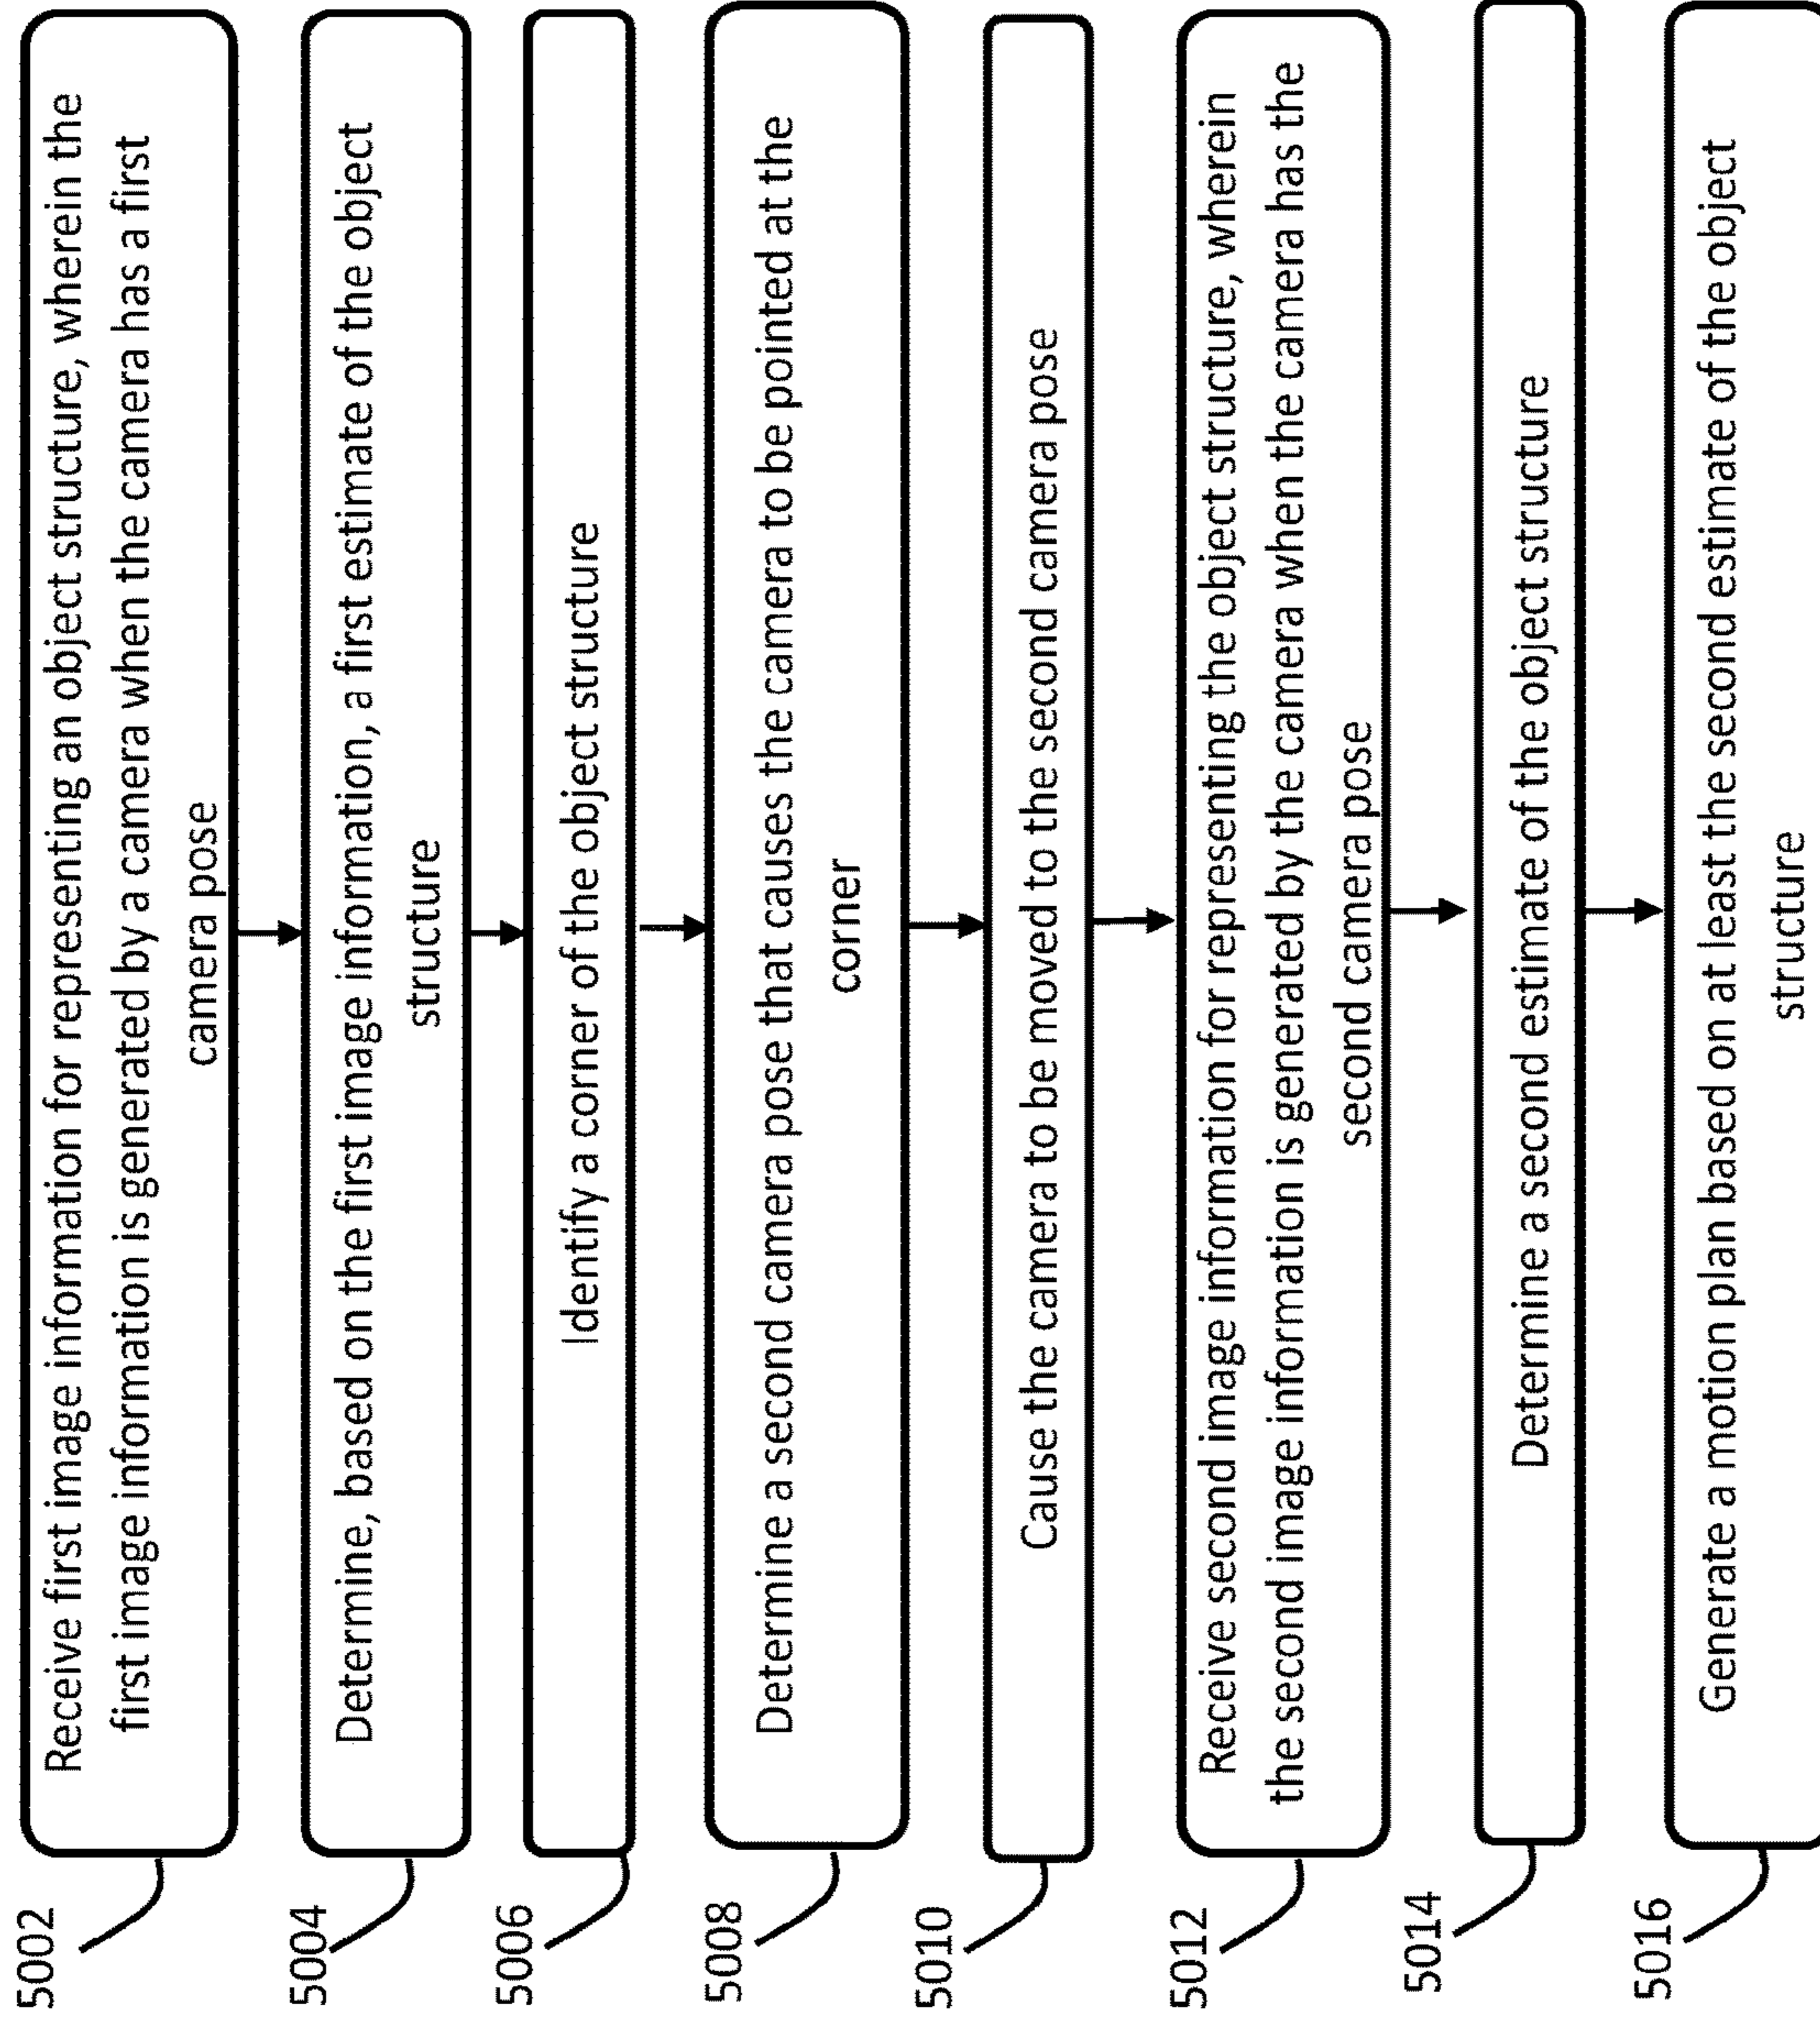 5002
Receive first image information for representing an object structure, wherein the
first image information is generated by a camera when the camera has a first
camera pose
5004
Determine, based on the first image information, a first estimate of the object
structure
5006
Identify a corner of the object structure
5008
Determine a second camera pose that causes the camera to be pointed at the
corner
5010
Cause the camera to be moved to the second camera pose
5012
Receive second image information for representing the object structure, wherein
the second image information is generated by the camera when the camera has the
second camera pose
5014
Determine a second estimate of the object structure
5016
Generate a motion plan based on at least the second estimate of the object
structure